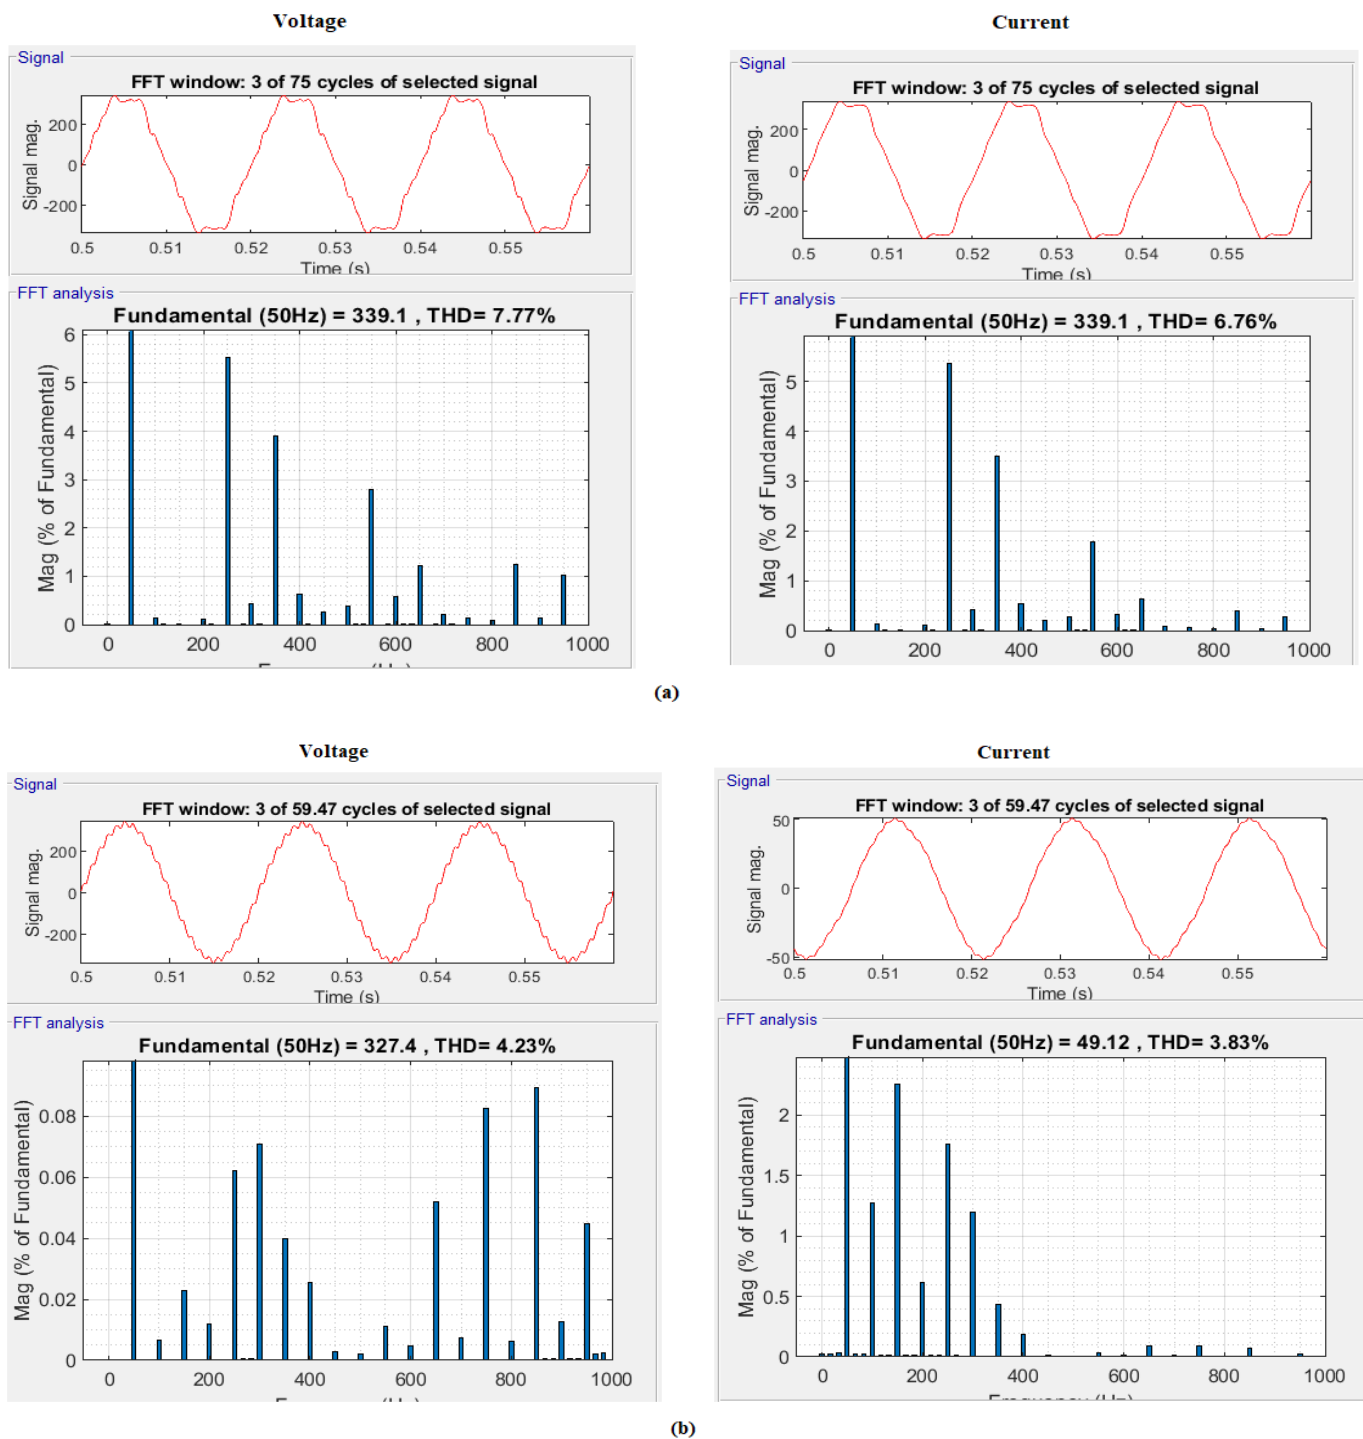 Voltage
Signal
FFT window: 3 of 75 cycles of selected signal
Signal mag.
200
0
-200
0.5 0.51 0.52 0.53 0.54 0.55
Time (s)
FFT analysis
Fundamental (50Hz) = 339.1 , THD= 7.77%
Mag (% of Fundamental)
6
5
4
3
2
1
0
0 200 400 600 800 1000
Current
Signal
FFT window: 3 of 75 cycles of selected signal
Signal mag.
200
0
-200
0.5 0.51 0.52 0.53 0.54 0.55
Time (s)
FFT analysis
Fundamental (50Hz) = 339.1 , THD= 6.76%
Mag (% of Fundamental)
5
4
3
2
1
0
0 200 400 600 800 1000
(a)
Voltage
Signal
FFT window: 3 of 59.47 cycles of selected signal
Signal mag.
200
0
-200
0.5 0.51 0.52 0.53 0.54 0.55
Time (s)
FFT analysis
Fundamental (50Hz) = 327.4 , THD= 4.23%
Mag (% of Fundamental)
0.08
0.06
0.04
0.02
0
0 200 400 600 800 1000
Current
Signal
FFT window: 3 of 59.47 cycles of selected signal
Signal mag.
50
0
-50
0.5 0.51 0.52 0.53 0.54 0.55
Time (s)
FFT analysis
Fundamental (50Hz) = 49.12 , THD= 3.83%
Mag (% of Fundamental)
2
1.5
1
0.5
0
0 200 400 600 800 1000
Frequency (Hz)
(b)